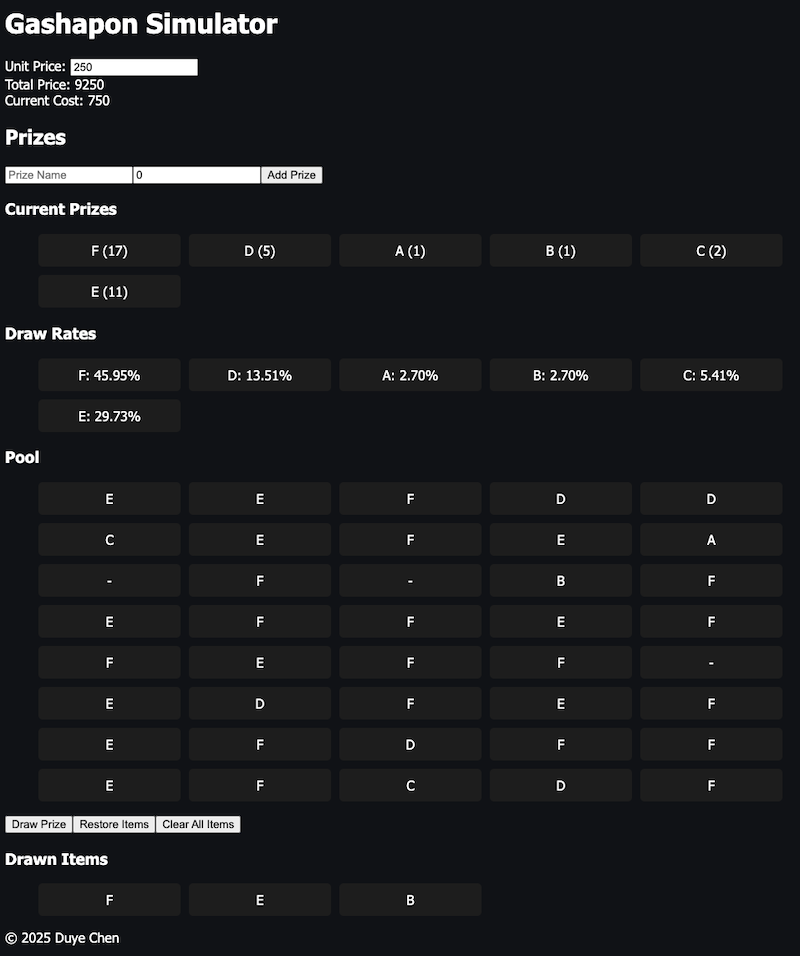 Gashapon Simulator
Unit Price: 250
Total Price: 9250
Current Cost: 750
Prizes
Prize Name 0 Add Prize
Current Prizes
F (17) D (5) A (1) B (1) C (2)
E (11)
Draw Rates
F: 45.95% D: 13.51% A: 2.70% B: 2.70% C: 5.41%
E: 29.73%
Pool
E E F D D
C E F E A
- F - B F
E F F E F
F E F F -
E D F E F
E F D F F
E F C D F
Draw Prize Restore Items Clear All Items
Drawn Items
F E B
© 2025 Duye Chen